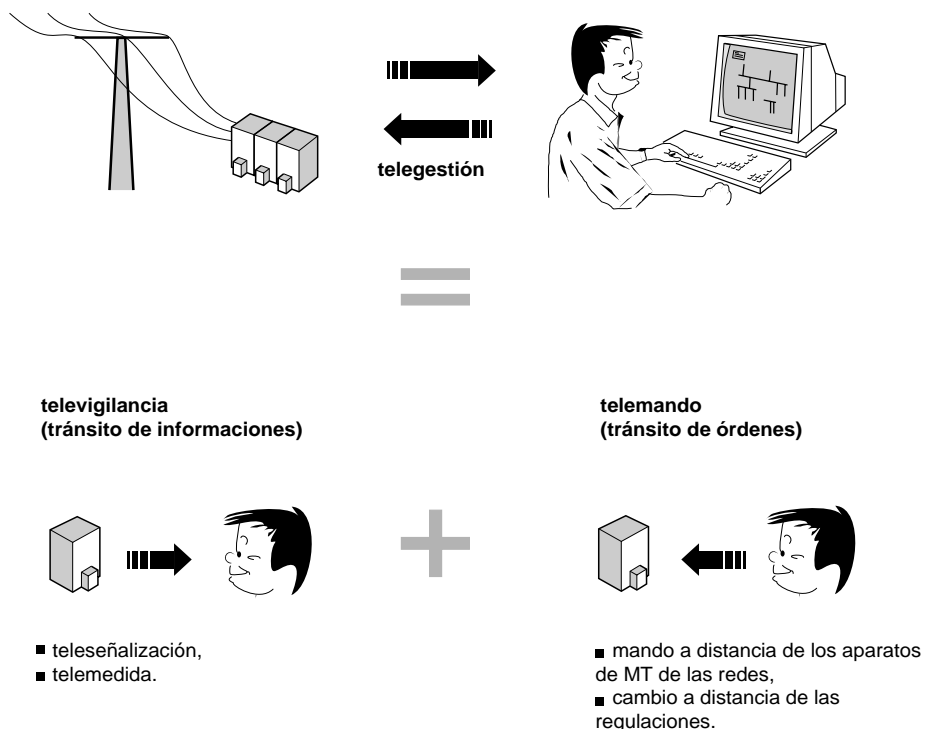 telegestión
televigilancia
(tránsito de informaciones)
telemando
(tránsito de órdenes)
■ teleseñalización,
■ telemedida.
■ mando a distancia de los aparatos
de MT de las redes,
■ cambio a distancia de las
regulaciones.